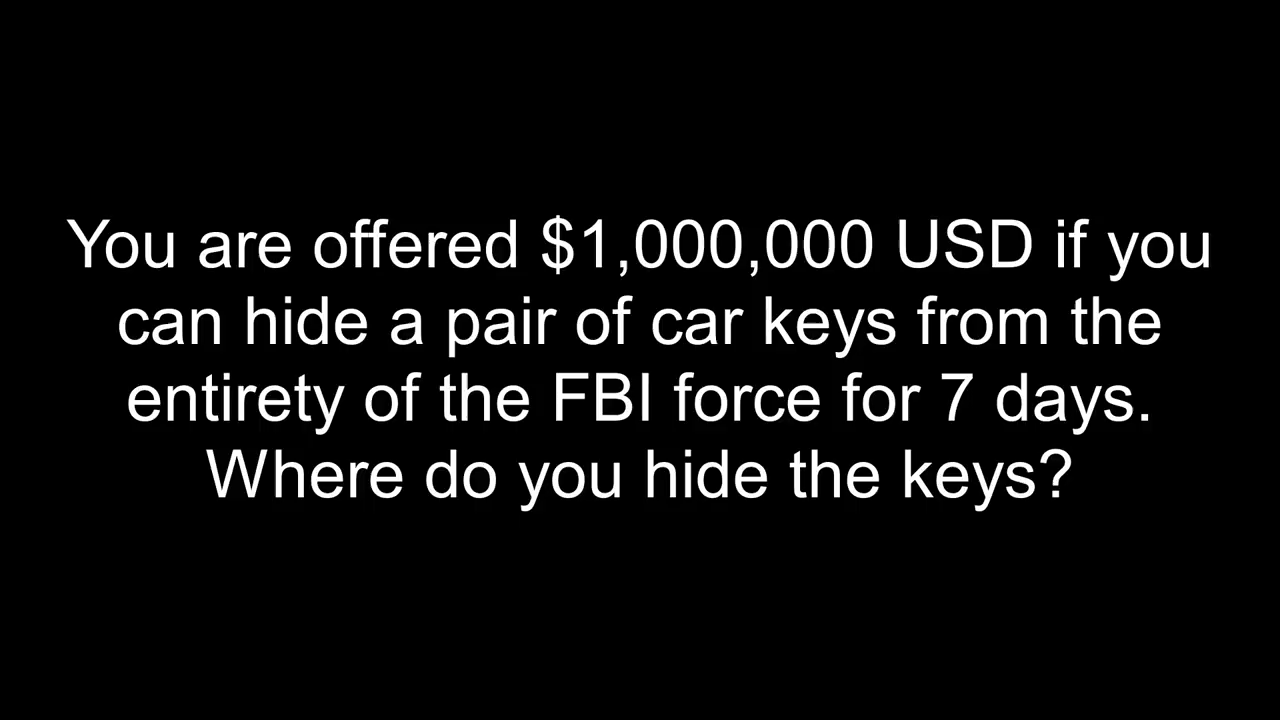 You are offered $1,000,000 USD if you
can hide a pair of car keys from the
entirety of the FBI force for 7 days.
Where do you hide the keys?